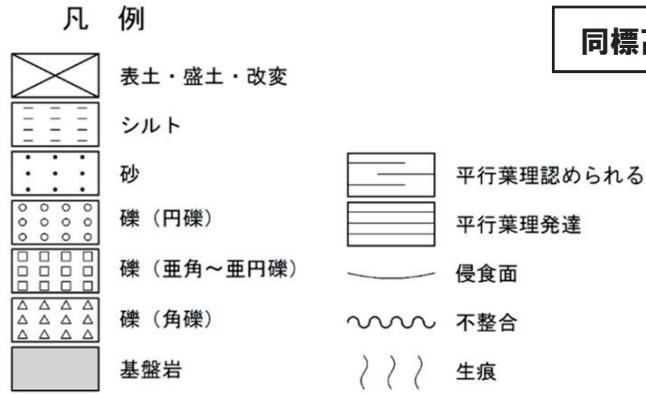 凡 例
表土・盛土・改変
シルト
砂
礫（円礫）
礫（亜角～亜円礫）
礫（角礫）
基盤岩
平行葉理認められる
平行葉理発達
侵食面
不整合
生痕
同標